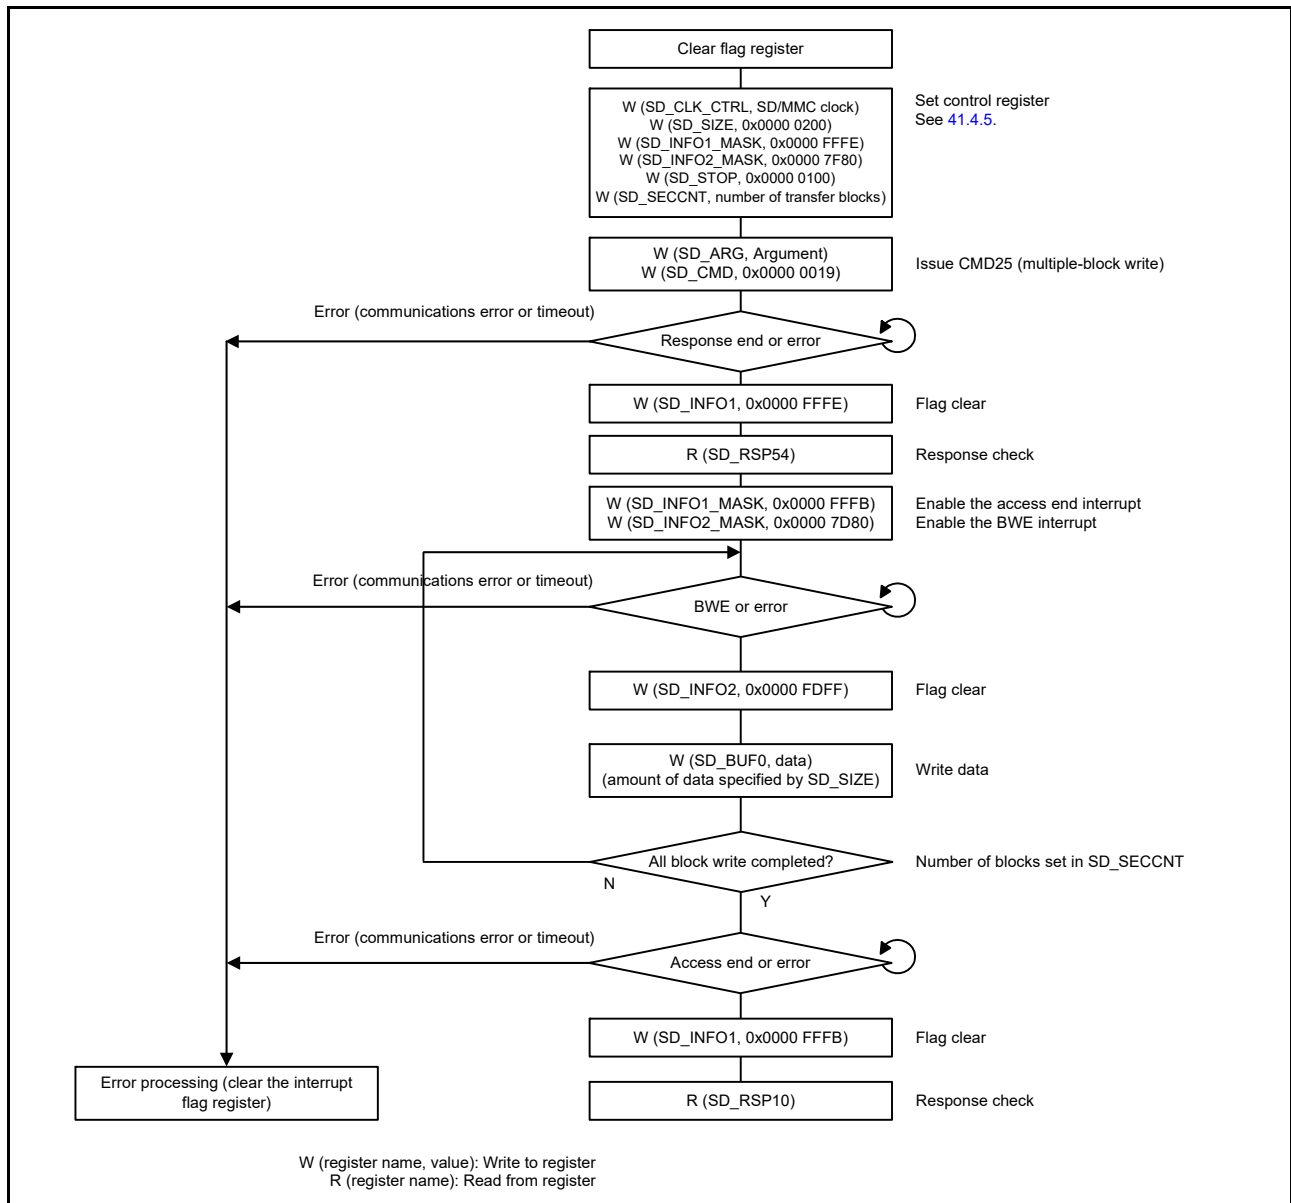 Clear flag register
W (SD_CLK_CTRL, SD/MMC clock)
W (SD_SIZE, 0x0000 0200)
W (SD_INFO1_MASK, 0x0000 FFFE)
W (SD_INFO2_MASK, 0x0000 7F80)
W (SD_STOP, 0x0000 0100)
W (SD_SECCNT, number of transfer blocks)
Set control register
See 41.4.5.
W (SD_ARG, Argument)
W (SD_CMD, 0x0000 0019)
Issue CMD25 (multiple-block write)
Error (communications error or timeout)
Response end or error
W (SD_INFO1, 0x0000 FFFE)
Flag clear
R (SD_RSP54)
Response check
W (SD_INFO1_MASK, 0x0000 FFFB)
W (SD_INFO2_MASK, 0x0000 7D80)
Enable the access end interrupt
Enable the BWE interrupt
Error (communications error or timeout)
BWE or error
W (SD_INFO2, 0x0000 FDFF)
Flag clear
W (SD_BUF0, data)
(amount of data specified by SD_SIZE)
Write data
All block write completed?
Number of blocks set in SD_SECCNT
N
Y
Error (communications error or timeout)
Access end or error
W (SD_INFO1, 0x0000 FFFB)
Flag clear
Error processing (clear the interrupt
flag register)
R (SD_RSP10)
Response check
W (register name, value): Write to register
R (register name): Read from register